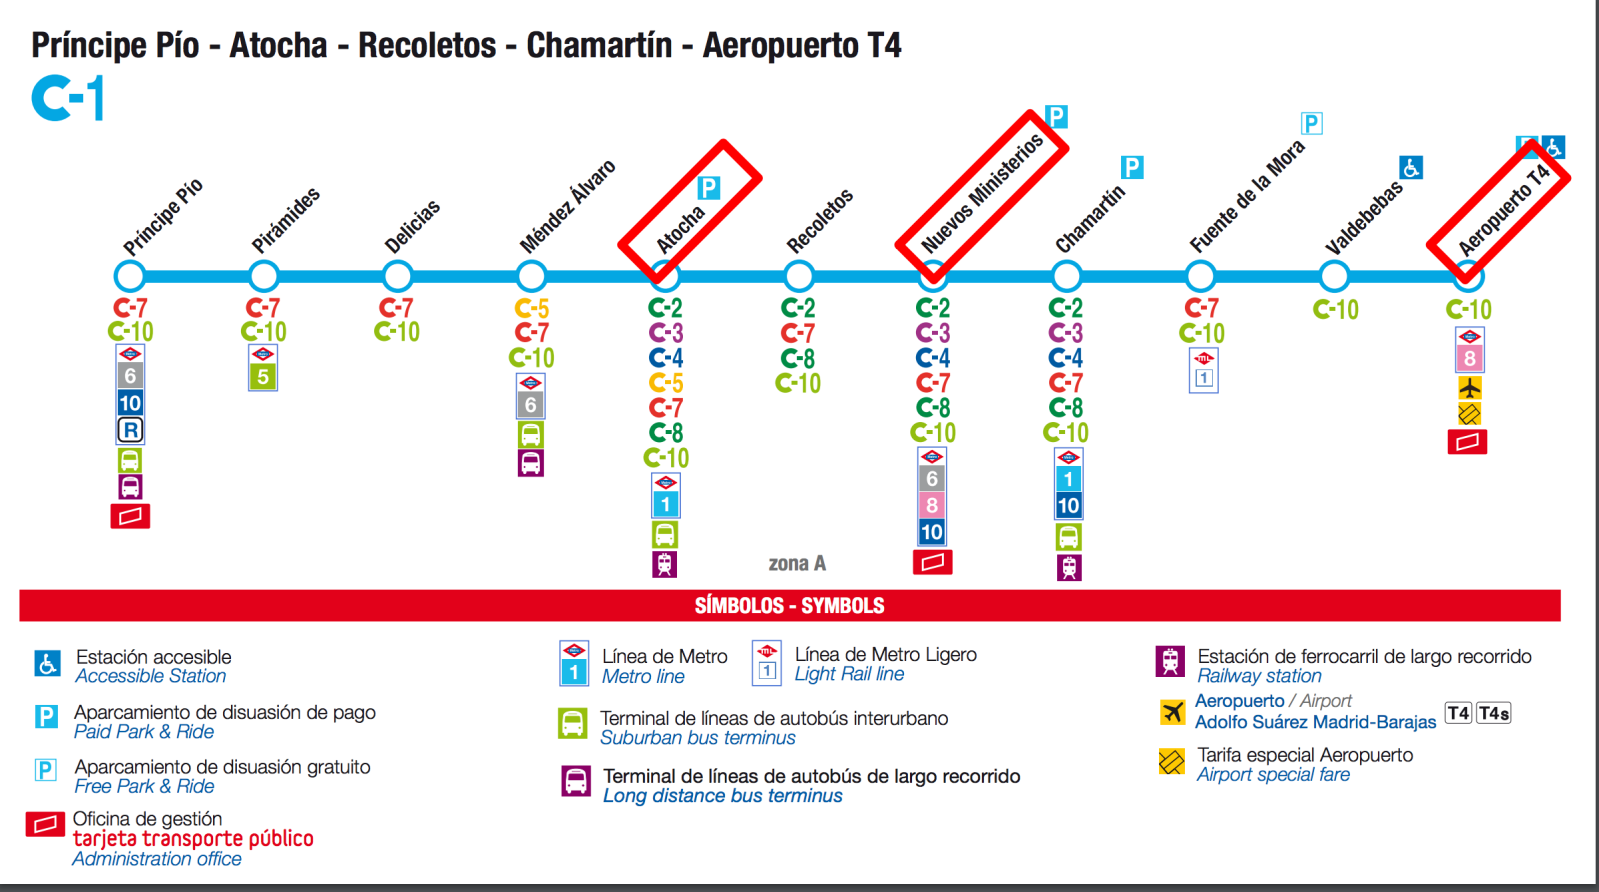 Príncipe Pío - Atocha - Recoletos - Chamartín - Aeropuerto T4
C-1
Príncipe Pío
Pirámides
Delicias
Méndez Álvaro
Atocha P
Recoletos
Nuevos Ministerios P
Chamartín P
Fuente de la Mora P
Valdebebas
Aeropuerto T4
C-7
C-10
6
10
R
C-7
C-10
5
C-7
C-10
C-5
C-7
C-10
6
C-2
C-3
C-4
C-5
C-7
C-8
C-10
1
C-2
C-7
C-8
C-10
C-2
C-3
C-4
C-7
C-8
C-10
6
8
10
C-2
C-3
C-4
C-7
C-8
C-10
1
10
C-7
C-10
ML
1
C-10
C-10
8
zona A
SÍMBOLOS - SYMBOLS
Estación accesible
Accessible Station
P Aparcamiento de disuasión de pago
Paid Park & Ride
P Aparcamiento de disuasión gratuito
Free Park & Ride
Oficina de gestión
tarjeta transporte público
Administration office
1 Línea de Metro
Metro line
ML 1 Línea de Metro Ligero
Light Rail line
Terminal de líneas de autobús interurbano
Suburban bus terminus
Terminal de líneas de autobús de largo recorrido
Long distance bus terminus
Estación de ferrocarril de largo recorrido
Railway station
Aeropuerto / Airport
Adolfo Suárez Madrid-Barajas T4 T4s
Tarifa especial Aeropuerto
Airport special fare